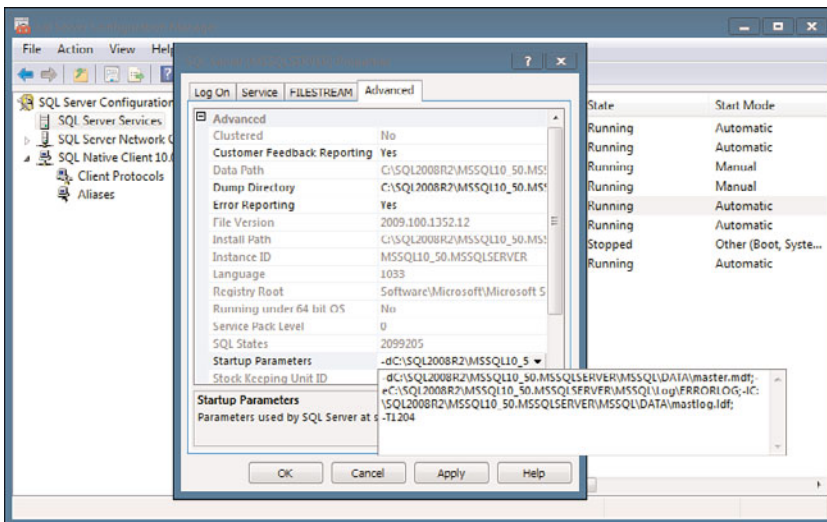 File Action View Help
SQL Server Configuration
SQL Server Services
SQL Server Network C
SQL Native Client 10.0
Client Protocols
Aliases
Log On Service FILESTREAM Advanced
Advanced
Clustered No
Customer Feedback Reporting Yes
Data Path C:\SQL2008R2\MSSQL10_50.MS
Dump Directory C:\SQL2008R2\MSSQL10_50.MS
Error Reporting Yes
File Version 2009.100.1352.12
Install Path C:\SQL2008R2\MSSQL10_50.MS
Instance ID MSSQL10_50.MSSQLSERVER
Language 1033
Registry Root Software\Microsoft\Microsoft S
Running under 64 bit OS No
Service Pack Level 0
SQL States 2099205
Startup Parameters -dC:\SQL2008R2\MSSQL10_5
Stock Keeping Unit ID
-dC:\SQL2008R2\MSSQL10_50.MSSQLSERVER\MSSQL\DATA\master.mdf;-
eC:\SQL2008R2\MSSQL10_50.MSSQLSERVER\MSSQL\Log\ERRORLOG;-lC:
\SQL2008R2\MSSQL10_50.MSSQLSERVER\MSSQL\DATA\mastlog.ldf;
-T1204
Startup Parameters
Parameters used by SQL Server at s
OK Cancel Apply Help
State Start Mode
Running Automatic
Running Automatic
Running Manual
Running Manual
Running Automatic
Running Automatic
Stopped Other (Boot, Syste...
Running Automatic